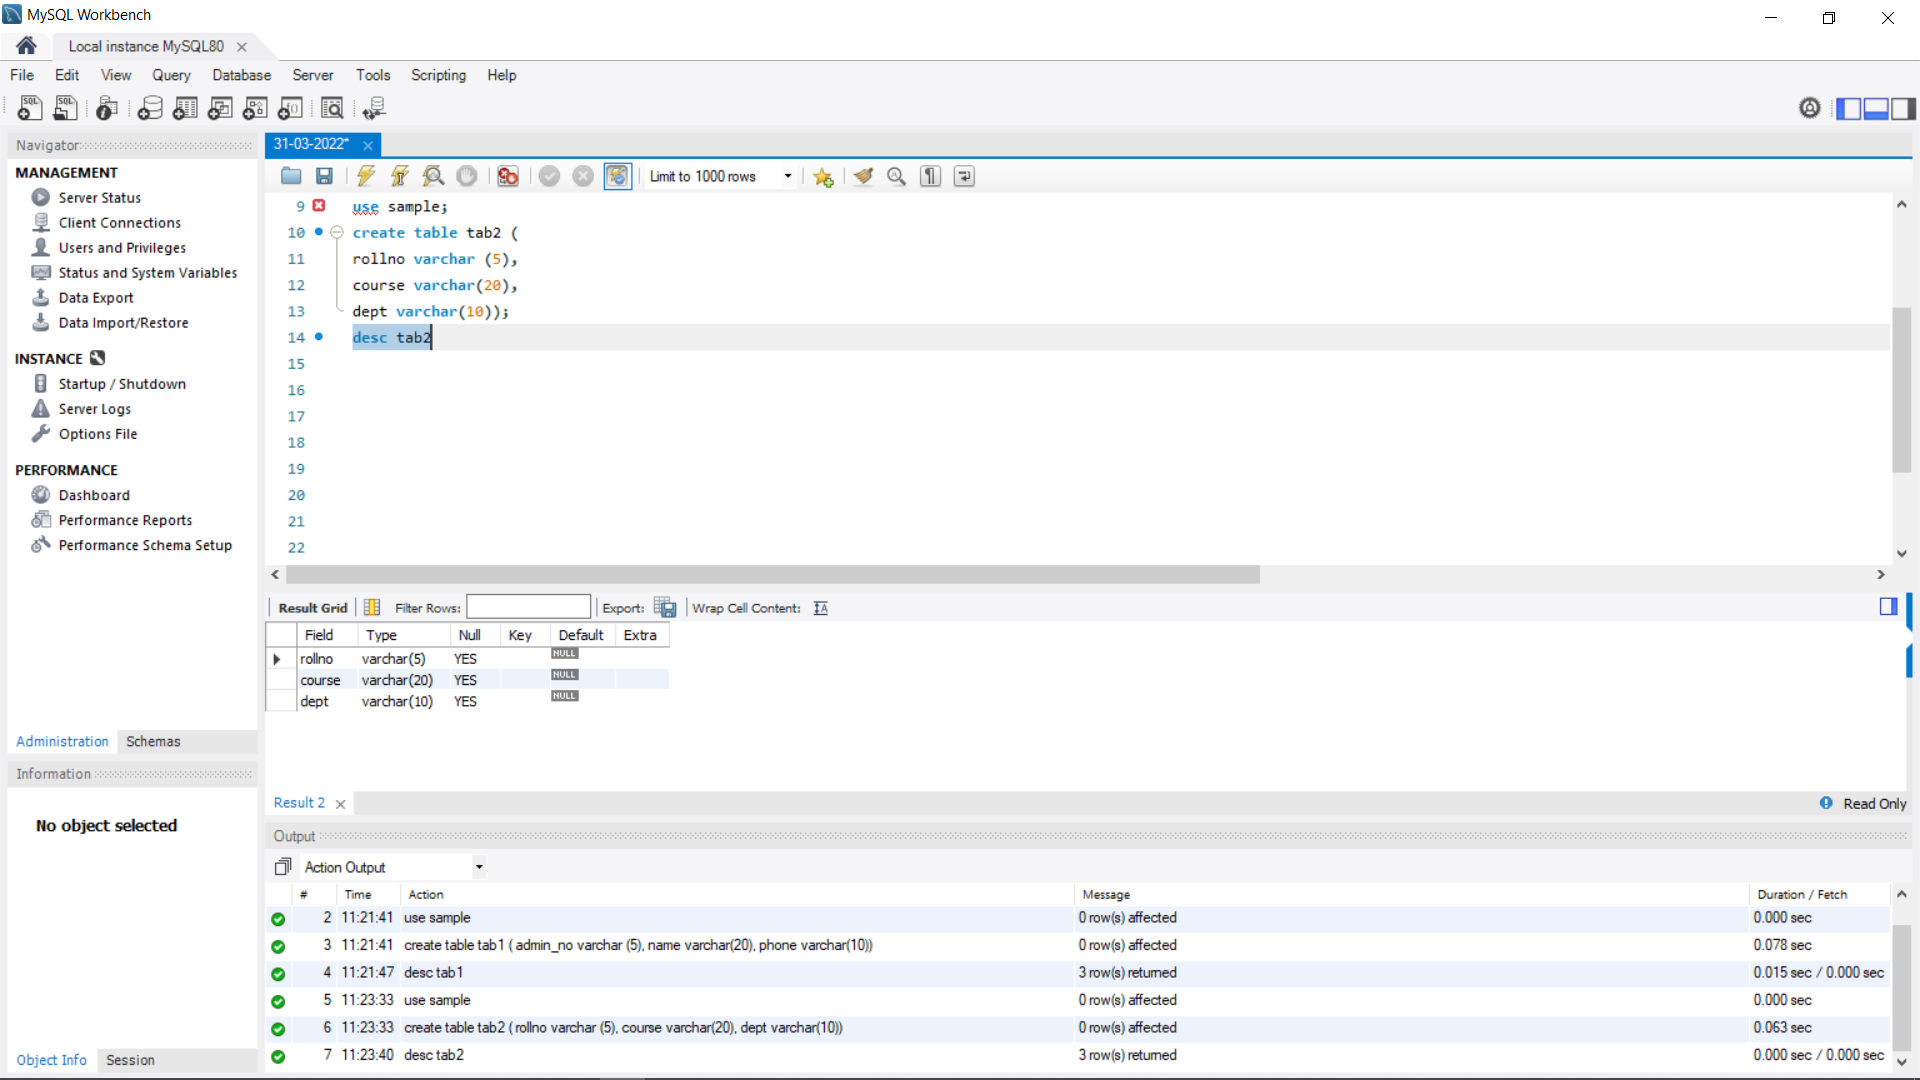 MySQL Workbench
Local instance MySQL80
File Edit View Query Database Server Tools Scripting Help
Navigator
MANAGEMENT
Server Status
Client Connections
Users and Privileges
Status and System Variables
Data Export
Data Import/Restore
INSTANCE
Startup / Shutdown
Server Logs
Options File
PERFORMANCE
Dashboard
Performance Reports
Performance Schema Setup
Administration Schemas
Information
No object selected
Object Info Session
31-03-2022*
Limit to 1000 rows
9 use sample;
10 create table tab2 (
11 rollno varchar (5),
12 course varchar(20),
13 dept varchar(10));
14 desc tab2
15
16
17
18
19
20
21
22
Result Grid Filter Rows: Export: Wrap Cell Content:
Field Type Null Key Default Extra
rollno varchar(5) YES NULL
course varchar(20) YES NULL
dept varchar(10) YES NULL
Result 2 Read Only
Output
Action Output
# Time Action Message Duration / Fetch
2 11:21:41 use sample 0 row(s) affected 0.000 sec
3 11:21:41 create table tab1 ( admin_no varchar (5), name varchar(20), phone varchar(10)) 0 row(s) affected 0.078 sec
4 11:21:47 desc tab1 3 row(s) returned 0.015 sec / 0.000 sec
5 11:23:33 use sample 0 row(s) affected 0.000 sec
6 11:23:33 create table tab2 ( rollno varchar (5), course varchar(20), dept varchar(10)) 0 row(s) affected 0.063 sec
7 11:23:40 desc tab2 3 row(s) returned 0.000 sec / 0.000 sec